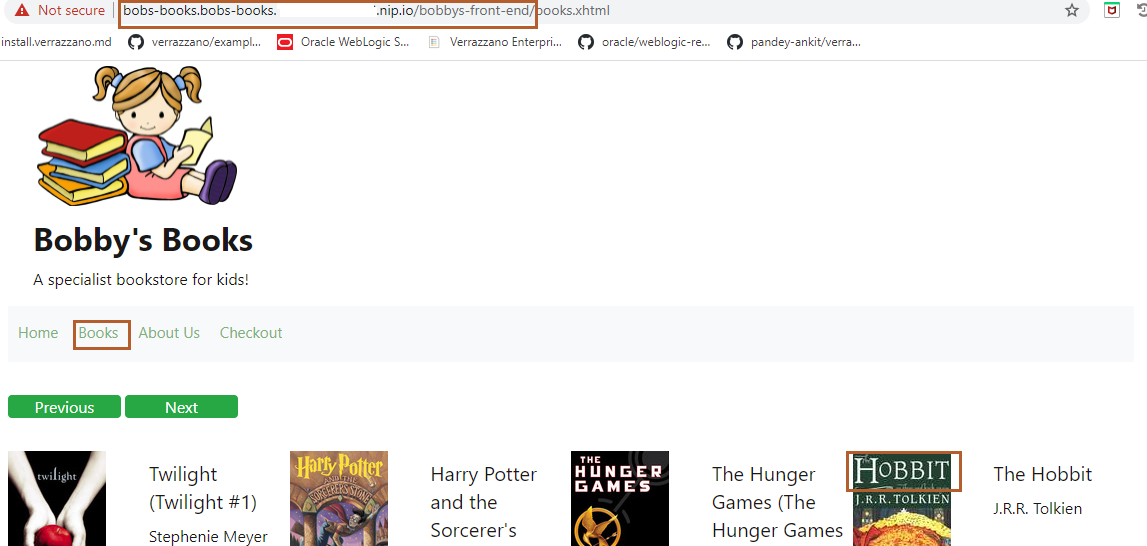 Not secure | bobs-books.bobs-books. .nip.io/bobbys-front-end/books.xhtml
install.verrazzano.md verrazzano/exampl... Oracle WebLogic S... Verrazzano Enterpri... oracle/weblogic-re... pandey-ankit/verra...
Bobby's Books
A specialist bookstore for kids!
Home Books About Us Checkout
Previous Next
twilight
Twilight
(Twilight #1)
Stephenie Meyer
Harry Potter
AND THE
SORCERER'S STONE
Harry Potter
and the
Sorcerer's
THE
HUNGER
GAMES
The Hunger
Games (The
Hunger Games
The
HOBBIT
J.R.R. TOLKIEN
The Hobbit
J.R.R. Tolkien